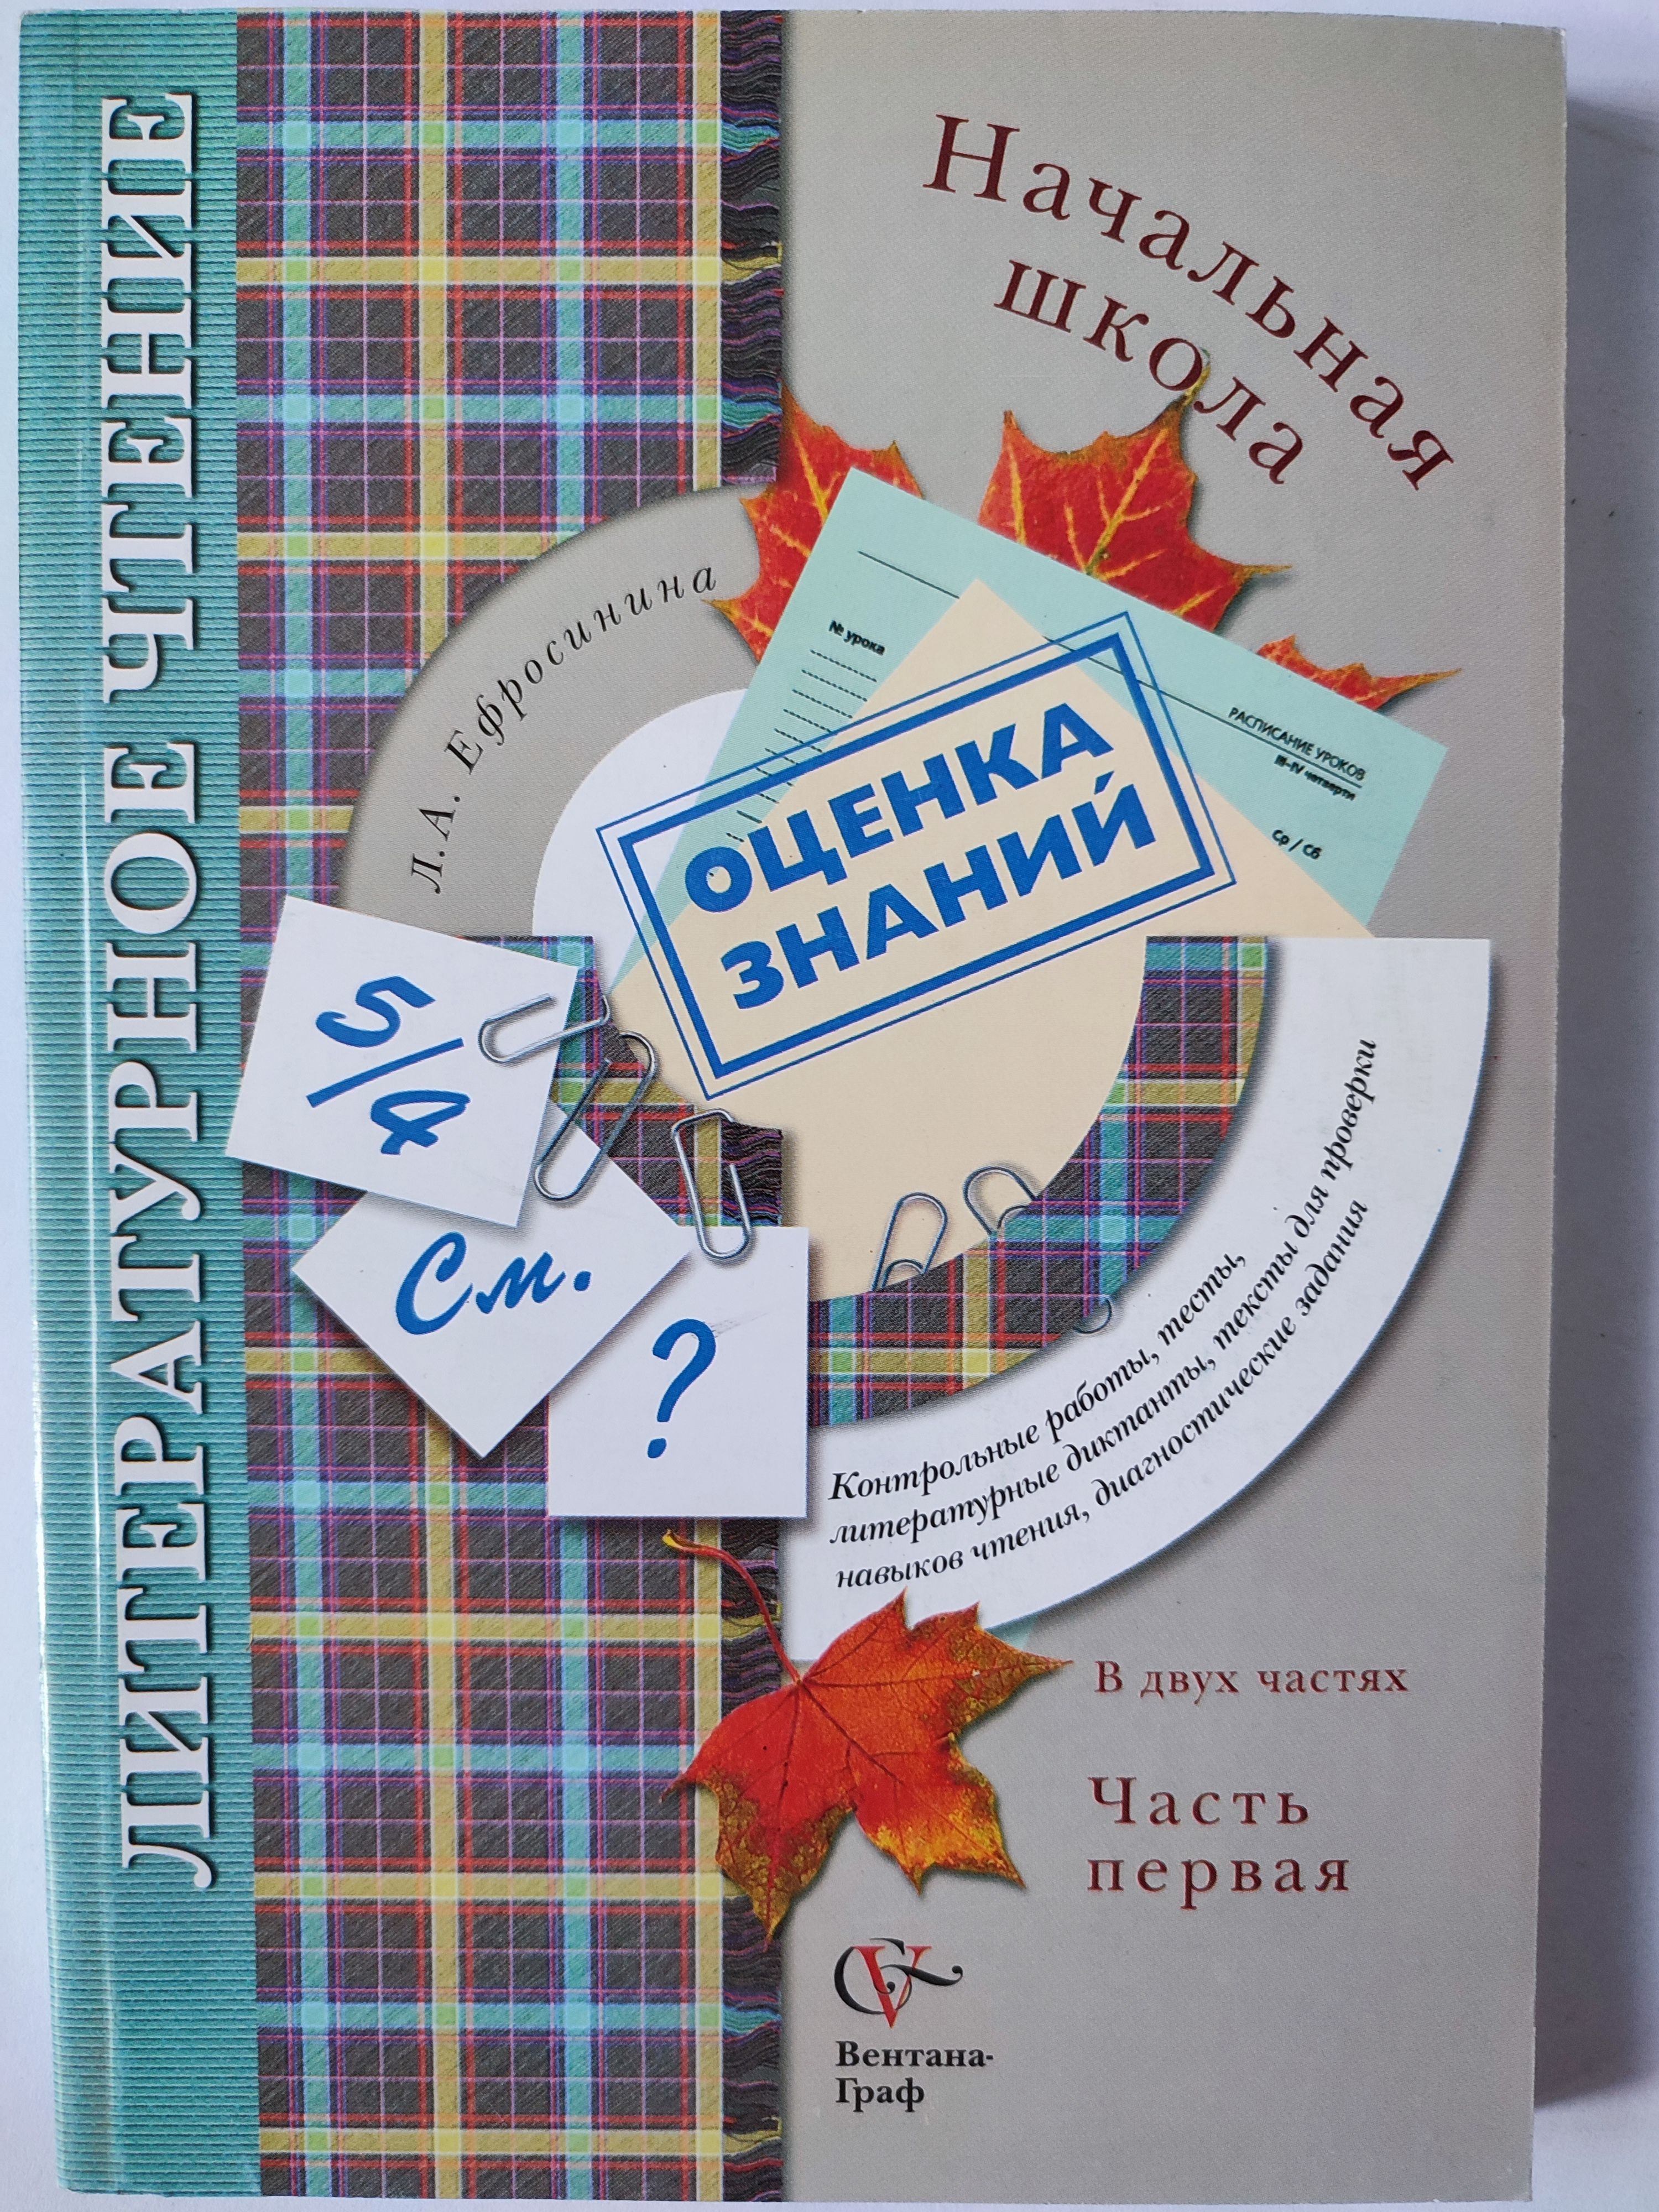 ЛИТЕРАТУРНОЕ ЧТЕНИЕ
Начальная
школа
Л. А. Ефросинина
№ урока
РАСПИСАНИЕ УРОКОВ
III–IV четверти
Ср / Сб
ОЦЕНКА
ЗНАНИЙ
5/4
См.
?
Контрольные работы, тесты,
литературные диктанты, тексты для проверки
навыков чтения, диагностические задания
В двух частях
Часть
первая
Вентана-
Граф